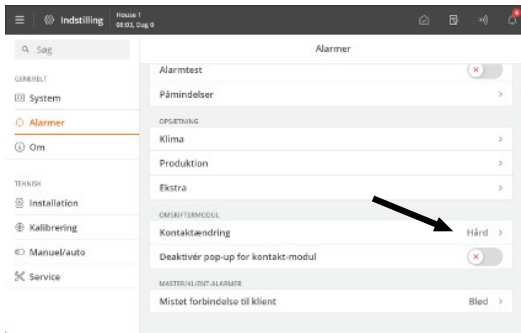 Indstilling
House 1
08:03, Dag 0
Søg
Alarmer
GENERELT
System
Alarmer
Om
TEKNISK
Installation
Kalibrering
Manuel/auto
Service
Alarmtest
Påmindelser
OPSÆTNING
Klima
Produktion
Ekstra
OMSKIFTERMODUL
Kontaktændring Hård
Deaktivér pop-up for kontakt-modul
MASTER/KLIENT-ALARMER
Mistet forbindelse til klient Blød